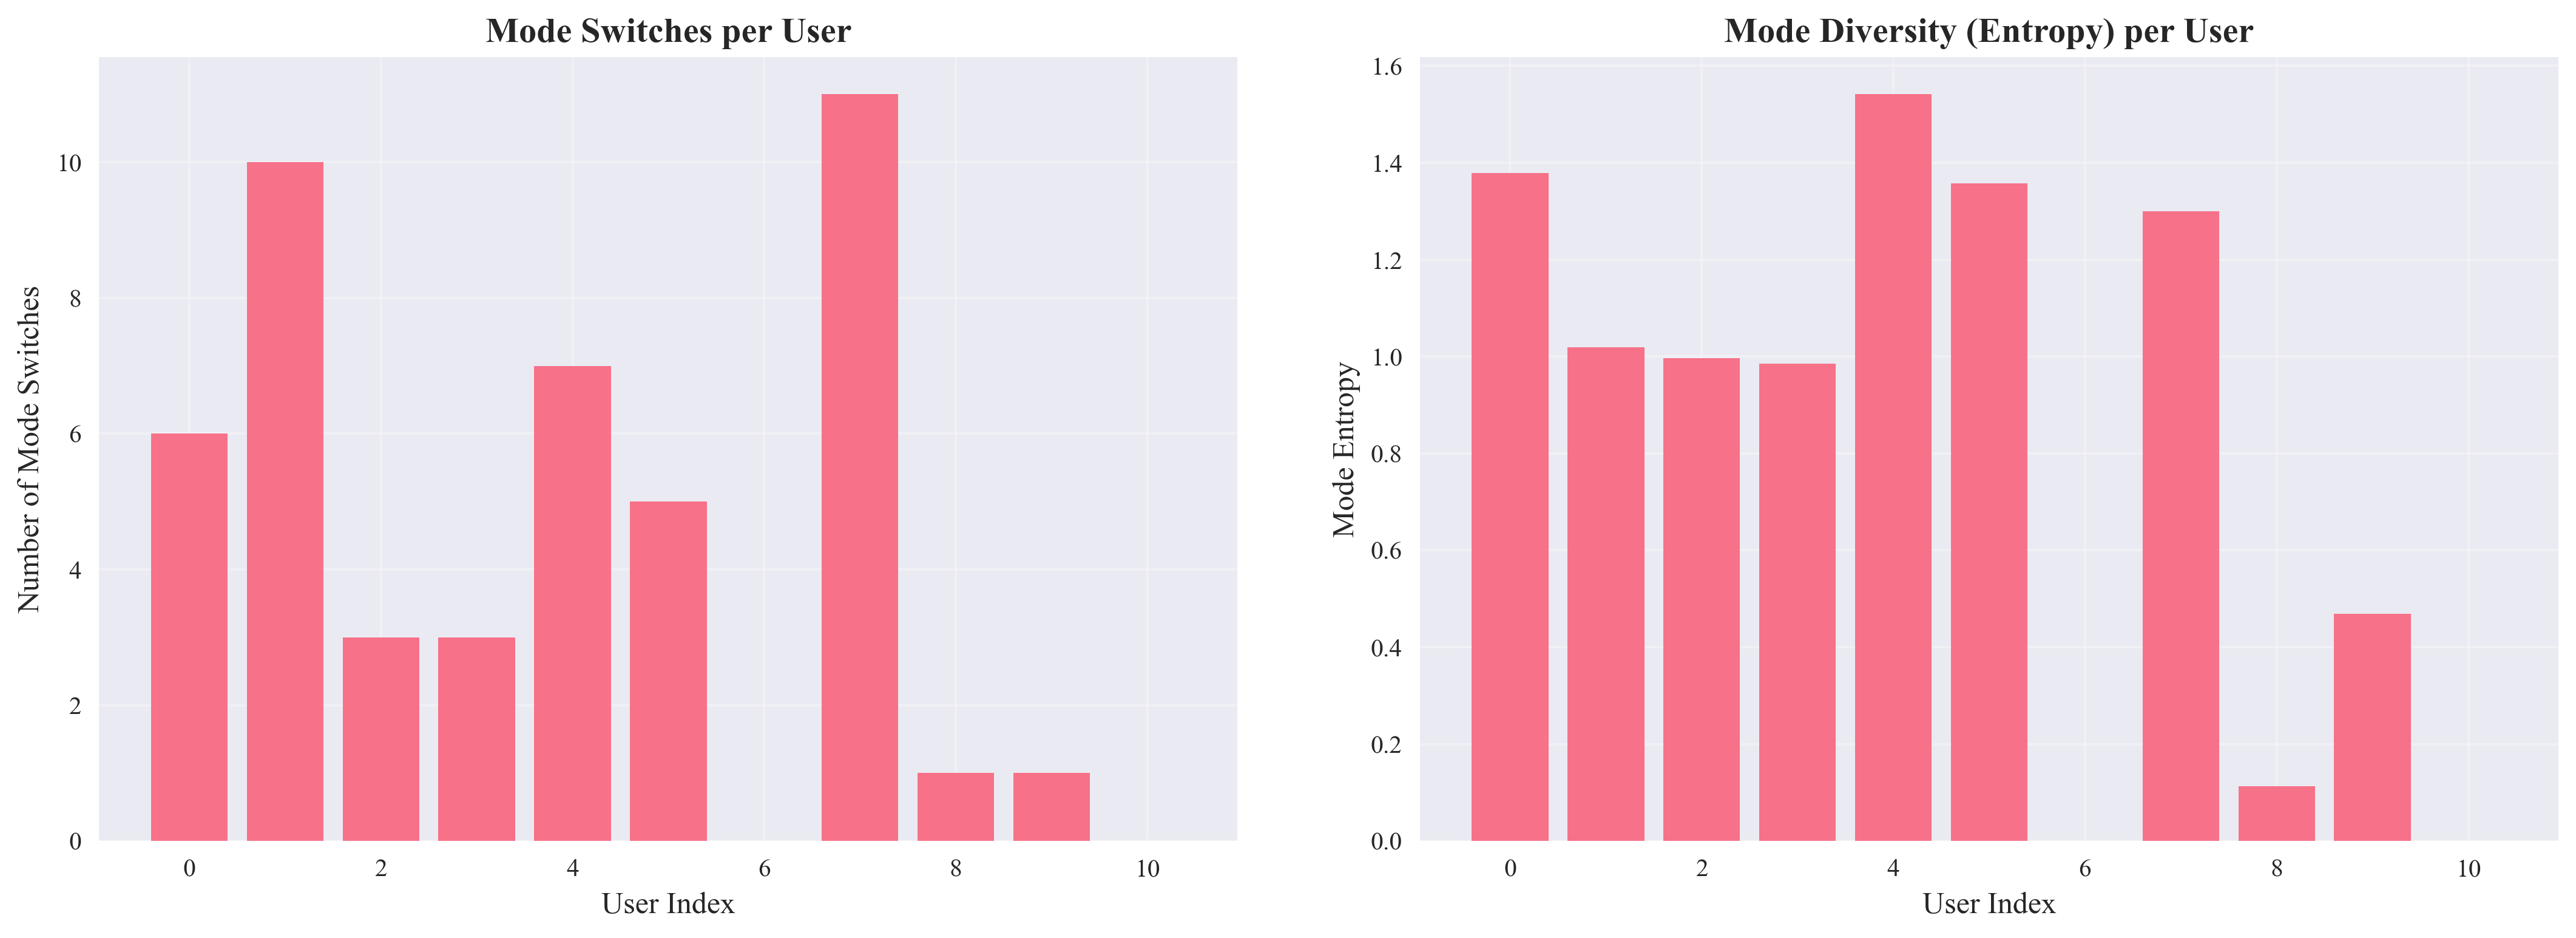 Mode Switches per User
Number of Mode Switches
10
8
6
4
2
0
0 2 4 6 8 10
User Index
Mode Diversity (Entropy) per User
Mode Entropy
1.6
1.4
1.2
1.0
0.8
0.6
0.4
0.2
0.0
0 2 4 6 8 10
User Index